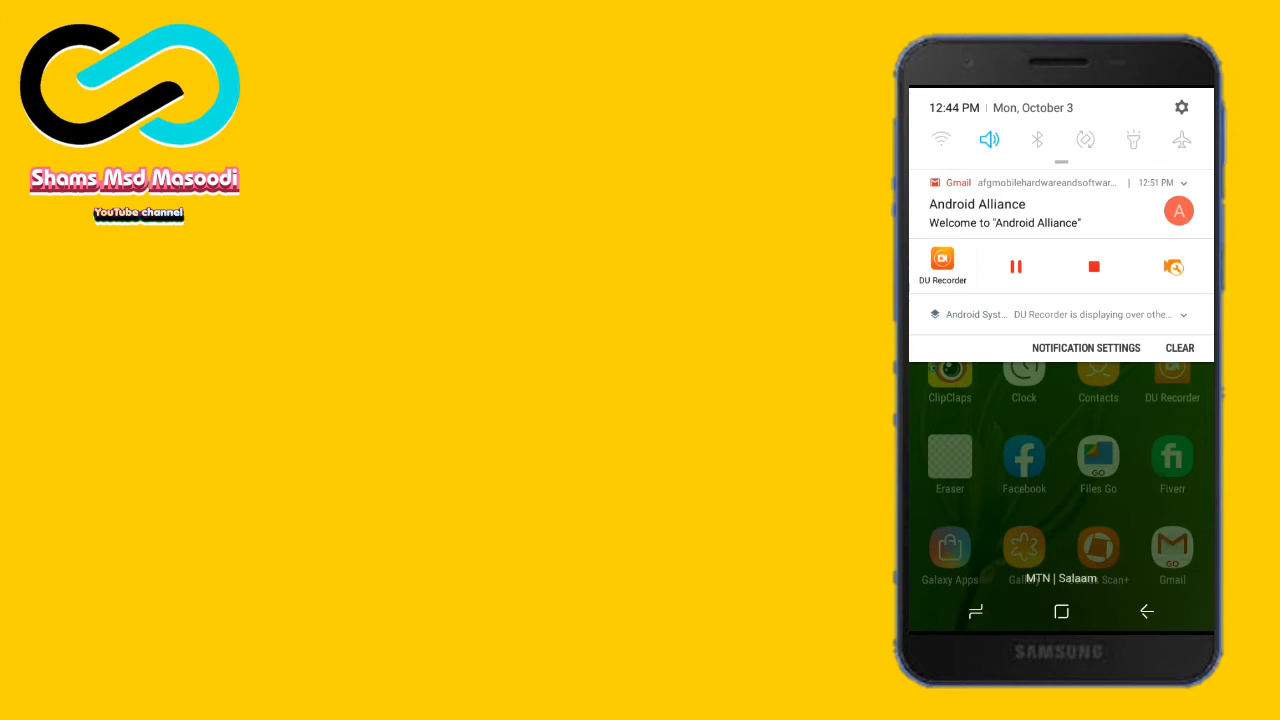 Shams Msd Masoodi
YouTube channel
12:44 PM | Mon, October 3
Gmail afgmobilehardwareandsoftwar... | 12:51 PM
Android Alliance
Welcome to "Android Alliance"
A
DU Recorder
Android Syst... DU Recorder is displaying over othe...
NOTIFICATION SETTINGS CLEAR
ClipClaps Clock Contacts DU Recorder
GO
Eraser Facebook Files Go Fiverr
GO
Galaxy Apps Scan+ Gmail
MTN | Salaam
SAMSUNG